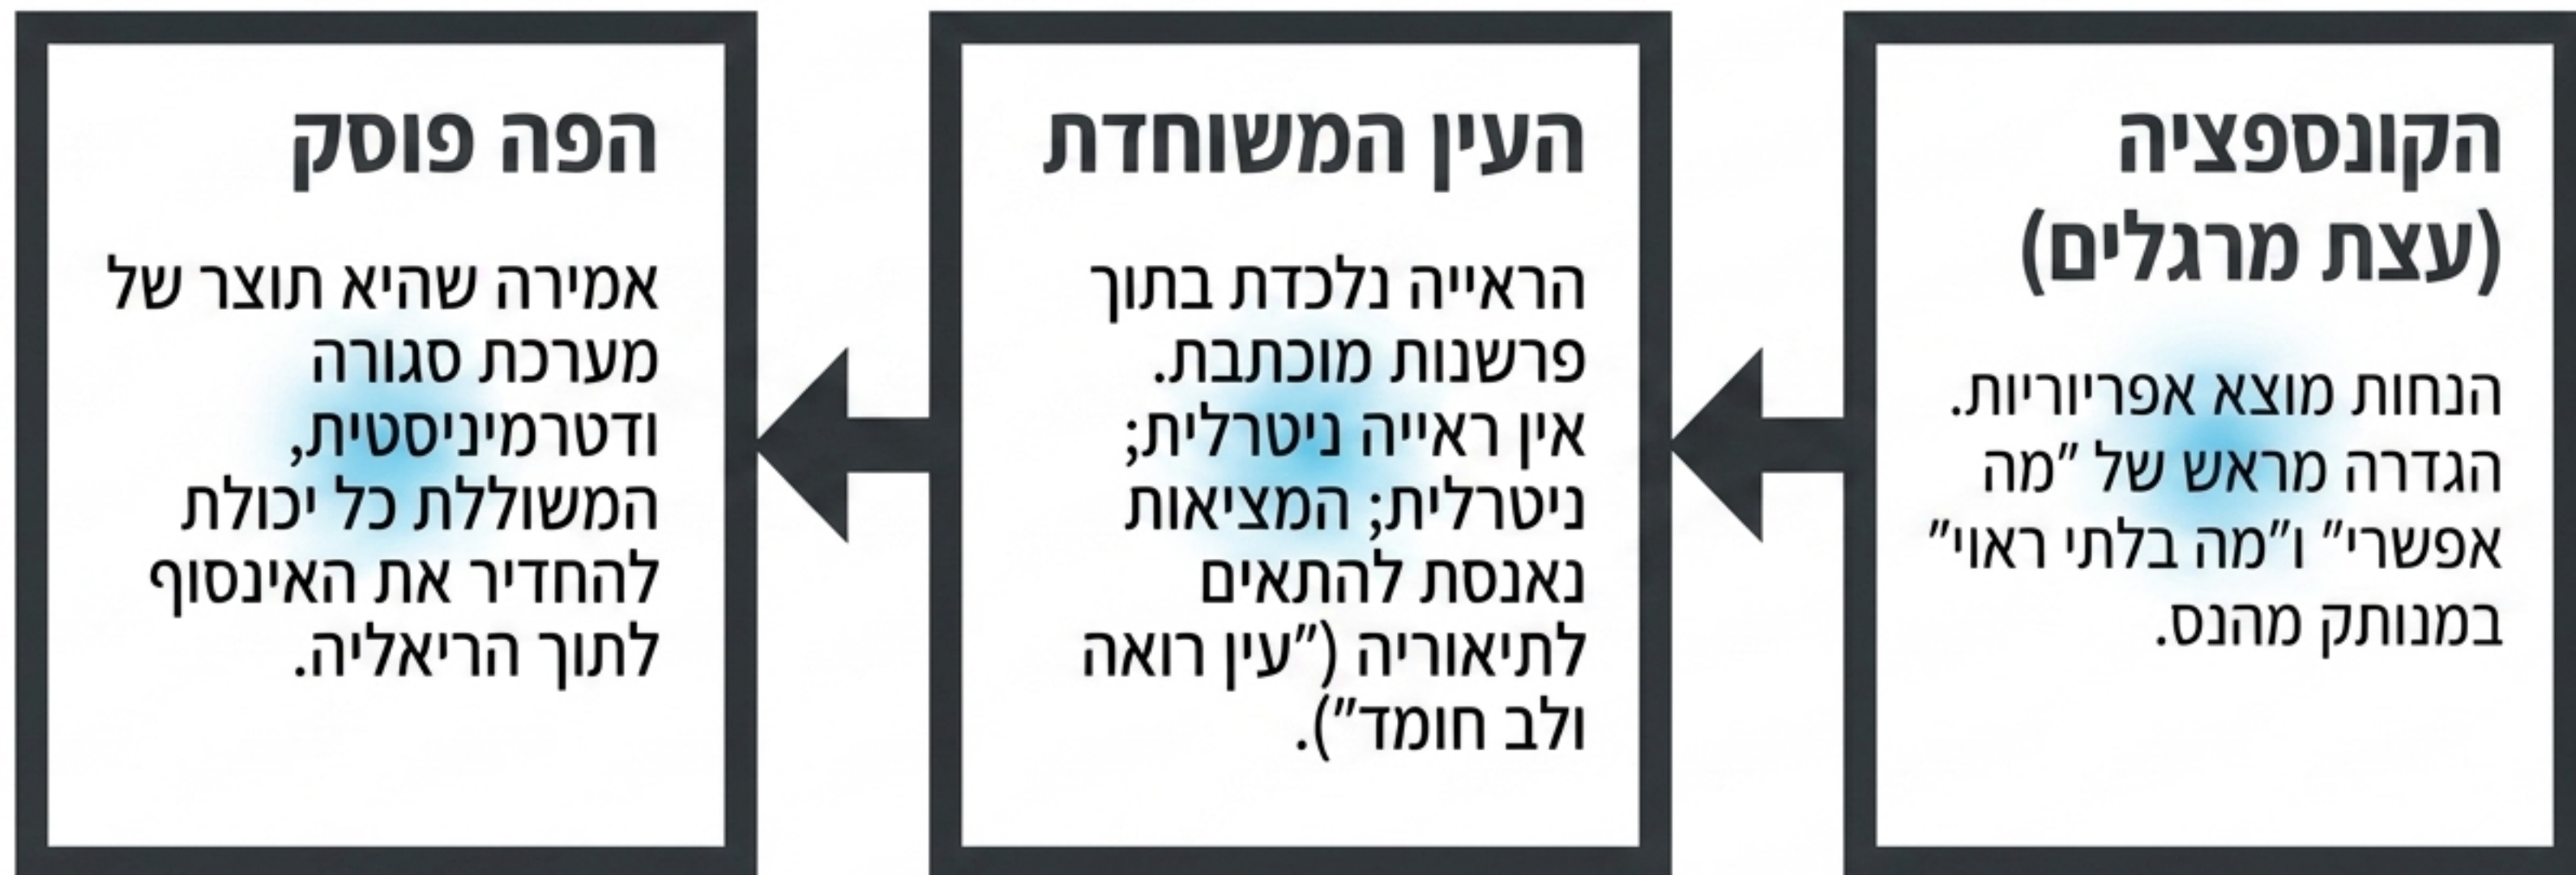 הקונספציה
(עצת מרגלים)
הנחות מוצא אפריוריות.
הגדרה מראש של "מה
אפשרי" ו"מה בלתי ראוי"
במנותק מהנס.
העין המשוחדת
הראייה נלכדת בתוך
פרשנות מוכתבת.
אין ראייה ניטרלית;
ניטרלית; המציאות
נאנסת להתאים
לתיאוריה ("עין רואה
ולב חומד").
הפה פוסק
אמירה שהיא תוצר של
מערכת סגורה
ודטרמיניסטית,
המשוללת כל יכולת
להחדיר את האינסוף
לתוך הריאליה.